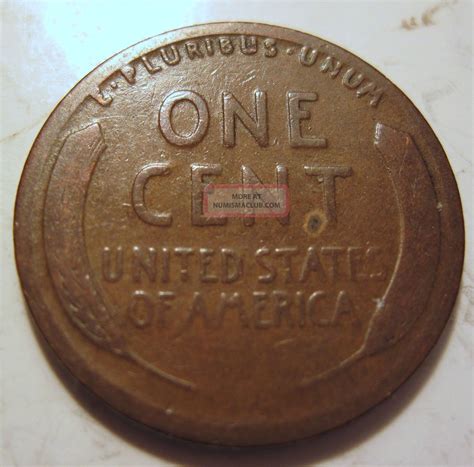 E·PLURIBUS·UNUM
ONE
CENT
MORE AT
NUMISMACLUB.COM
UNITED STATES
OF AMERICA